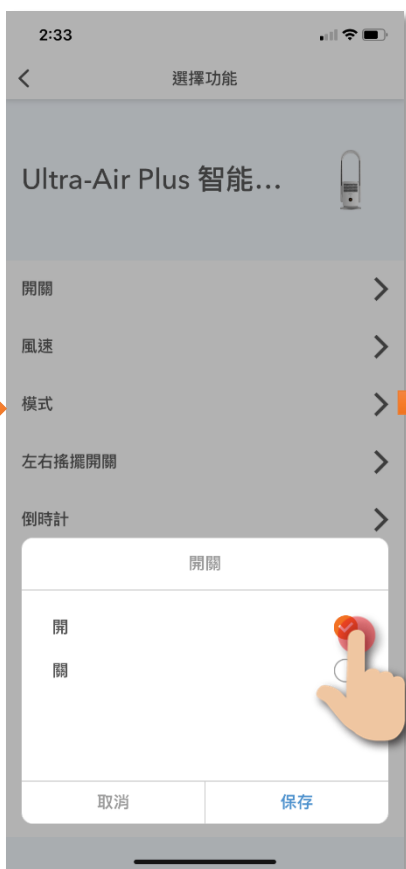 2:33
選擇功能
Ultra-Air Plus 智能...
開關
風速
模式
左右搖擺開關
倒時計
開關
開
關
取消
保存